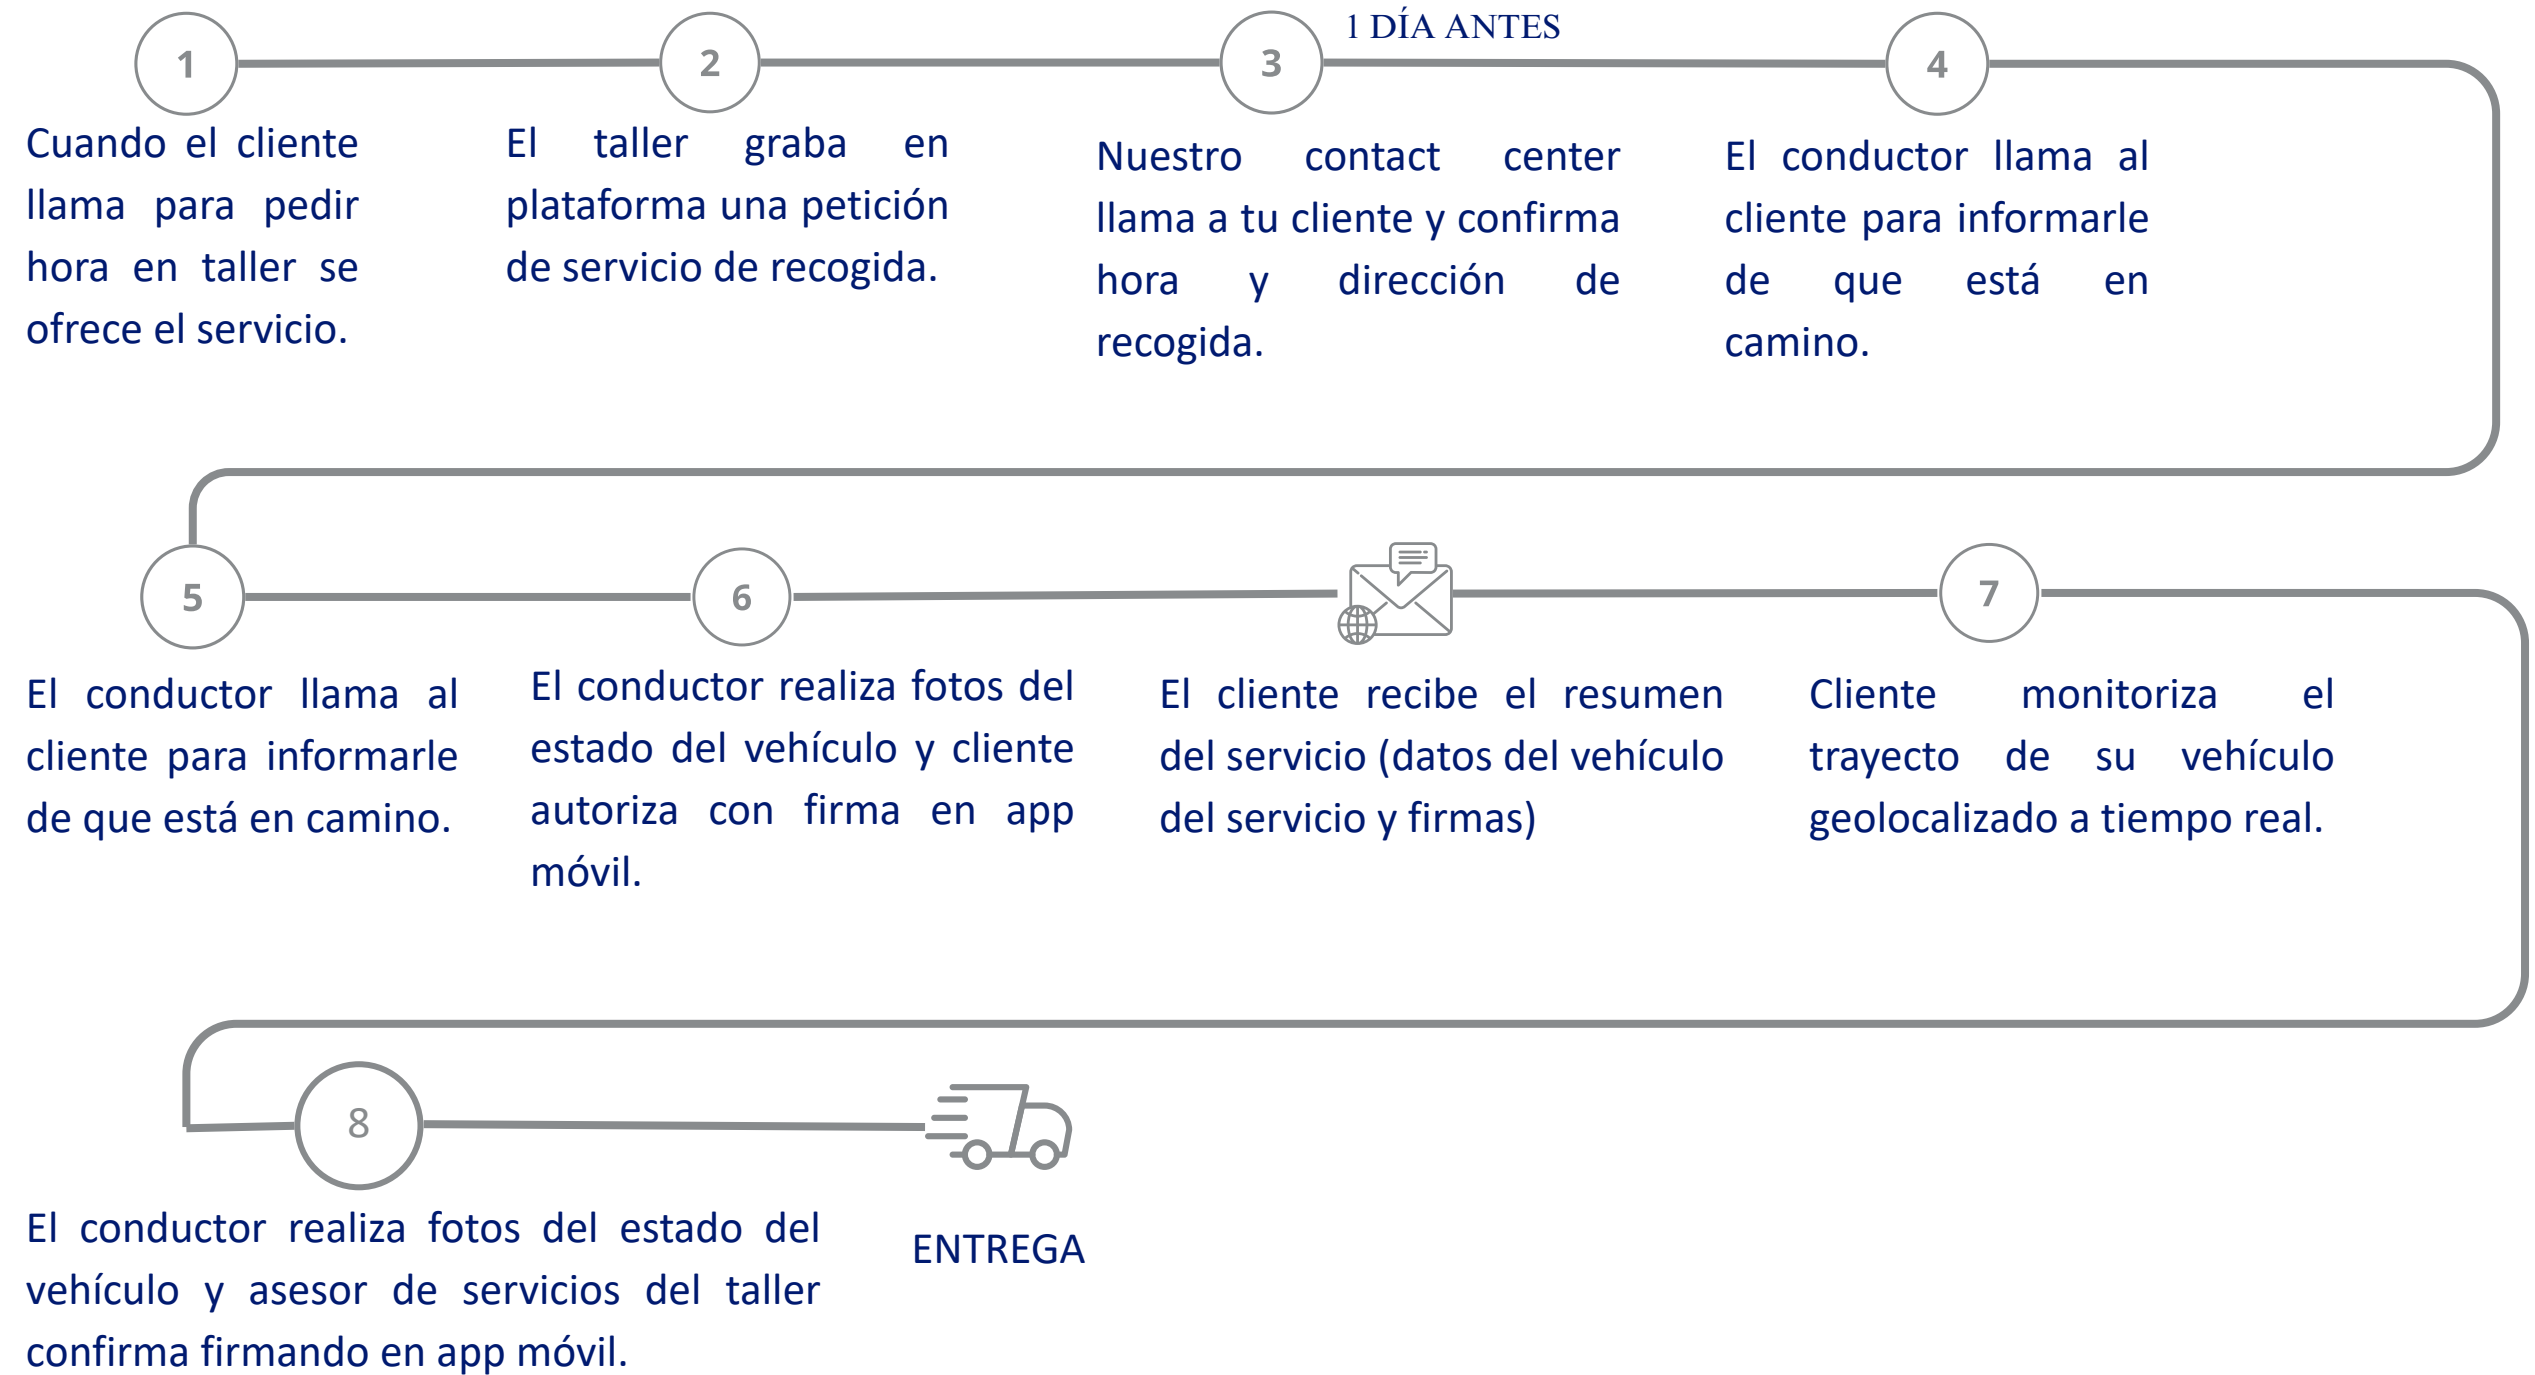 1
2
3
1 DÍA ANTES
4
Cuando el cliente
llama para pedir
hora en taller se
ofrece el servicio.
El taller graba en
plataforma una petición
de servicio de recogida.
Nuestro contact center
llama a tu cliente y confirma
hora y dirección de
recogida.
El conductor llama al
cliente para informarle
de que está en
camino.
5
6
7
El conductor llama al
cliente para informarle
de que está en camino.
El conductor realiza fotos del
estado del vehículo y cliente
autoriza con firma en app
móvil.
El cliente recibe el resumen
del servicio (datos del vehículo
del servicio y firmas)
Cliente monitoriza el
trayecto de su vehículo
geolocalizado a tiempo real.
8
El conductor realiza fotos del estado del
vehículo y asesor de servicios del taller
confirma firmando en app móvil.
ENTREGA